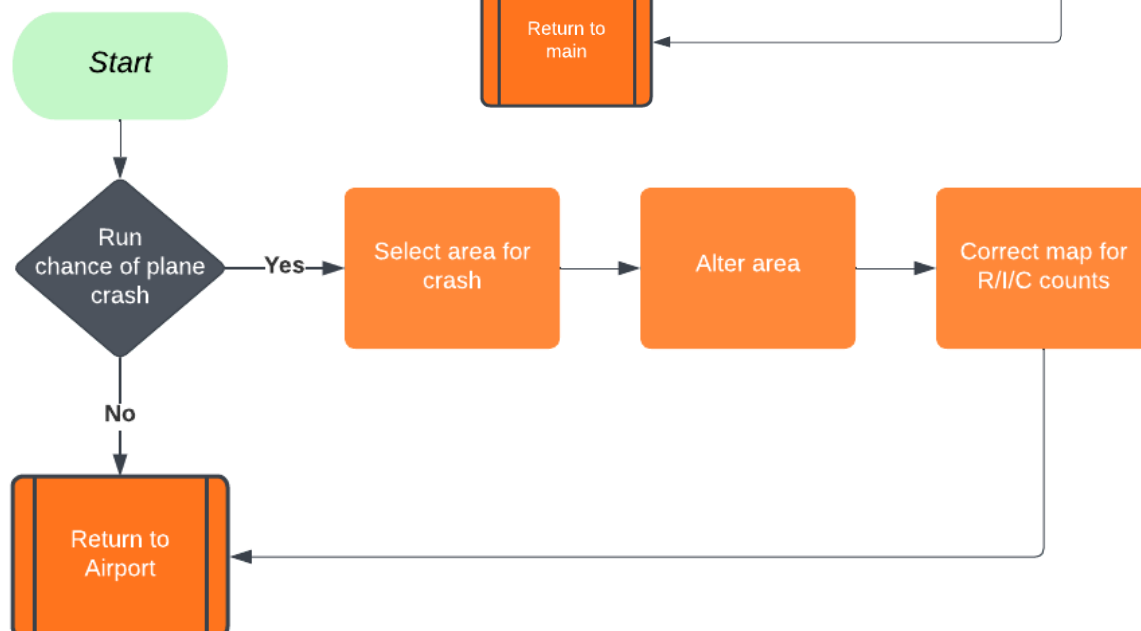 Return to
main
Start
Run
chance of plane
crash
Yes
Select area for
crash
Alter area
Correct map for
R/I/C counts
No
Return to
Airport